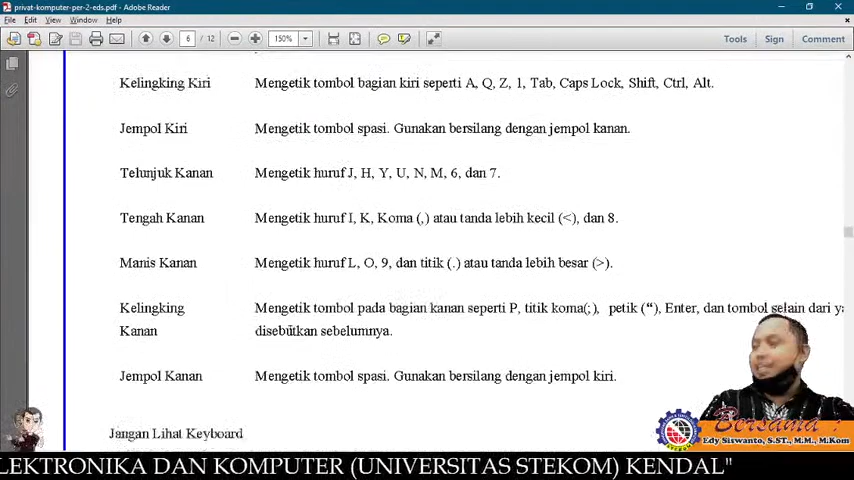 privat-komputer-per-2-eds.pdf - Adobe Reader
File Edit View Window Help
6 / 12 150% Tools Sign Comment
Kelingking Kiri Mengetik tombol bagian kiri seperti A, Q, Z, 1, Tab, Caps Lock, Shift, Ctrl, Alt.
Jempol Kiri Mengetik tombol spasi. Gunakan bersilang dengan jempol kanan.
Telunjuk Kanan Mengetik huruf J, H, Y, U, N, M, 6, dan 7.
Tengah Kanan Mengetik huruf I, K, Koma (,) atau tanda lebih kecil (<), dan 8.
Manis Kanan Mengetik huruf L, O, 9, dan titik (.) atau tanda lebih besar (>).
Kelingking Mengetik tombol pada bagian kanan seperti P, titik koma(;), petik (“), Enter, dan tombol selain dari
Kanan disebutkan sebelumnya.
Jempol Kanan Mengetik tombol spasi. Gunakan bersilang dengan jempol kiri.
Jangan Lihat Keyboard
Bersama :
Edy Siswanto, S.ST., M.M., M.Kom
LEKTRONIKA DAN KOMPUTER (UNIVERSITAS STEKOM) KENDAL"